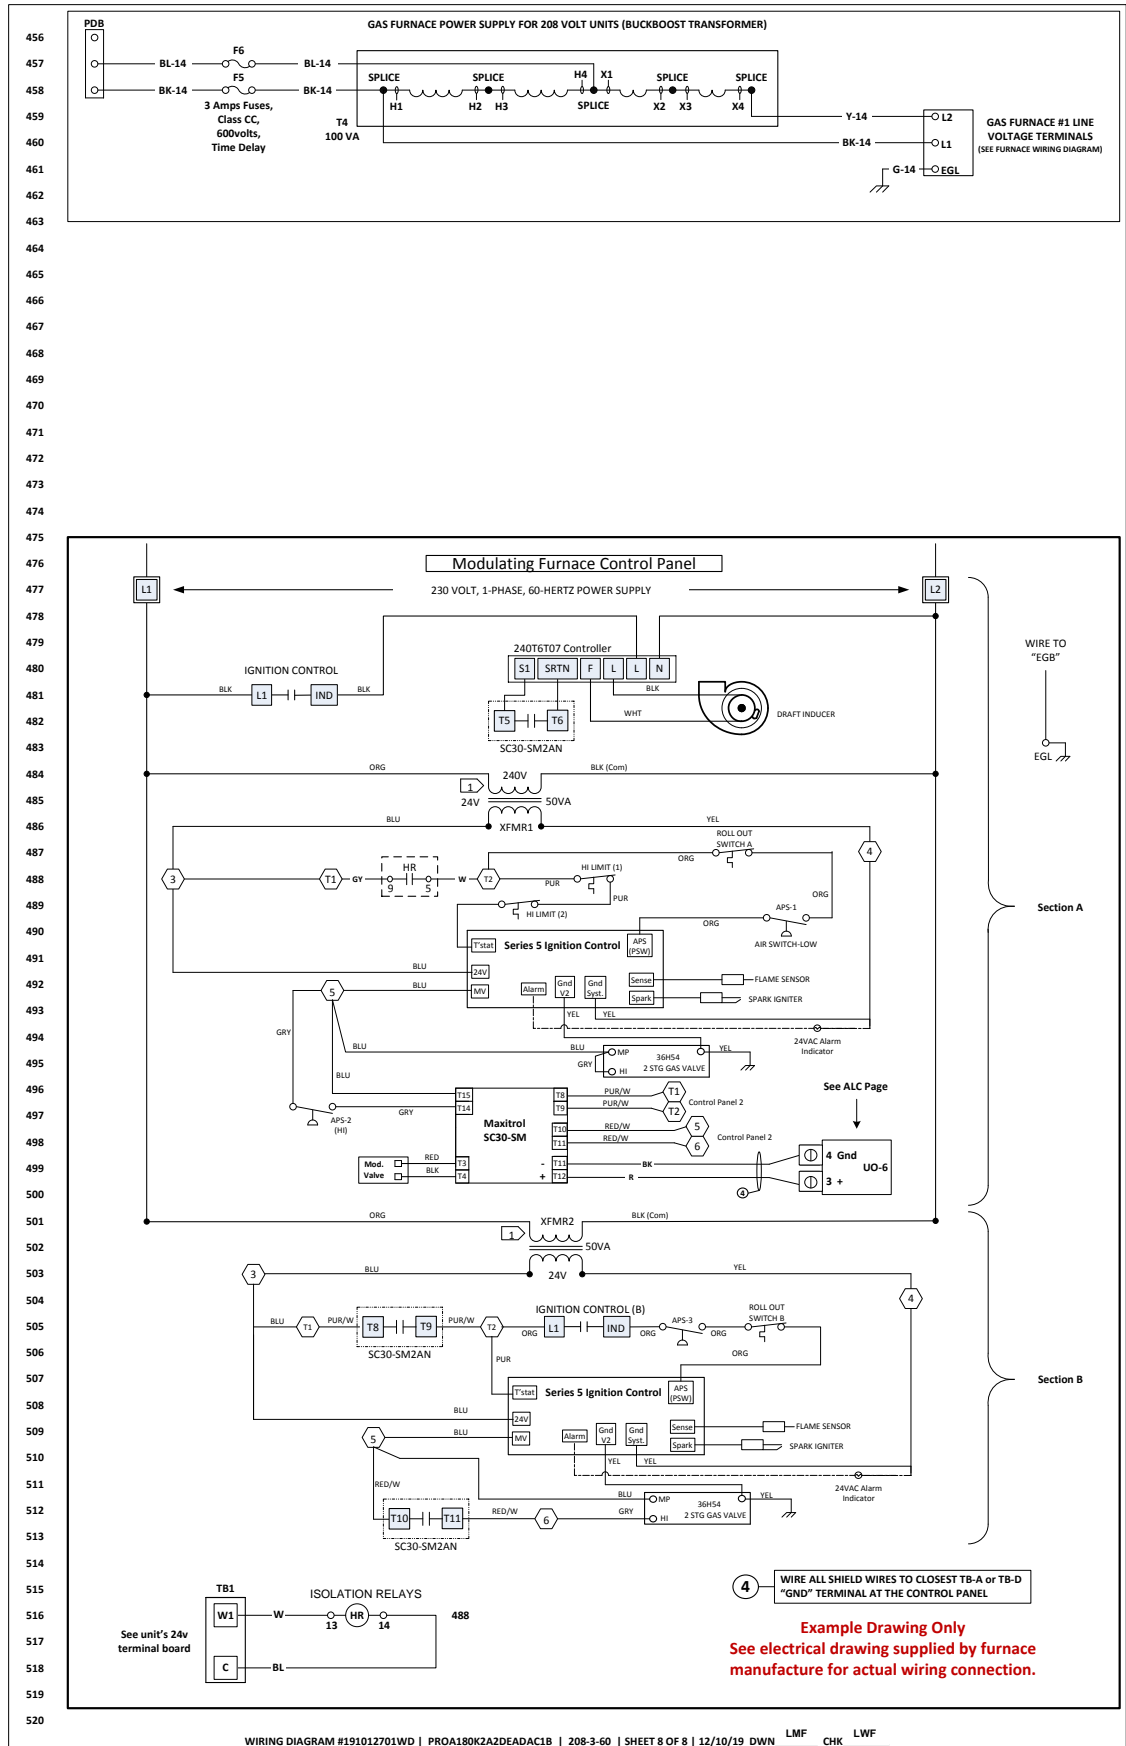 GAS FURNACE POWER SUPPLY FOR 208 VOLT UNITS (BUCKBOOST TRANSFORMER)
PDB
456
457
BL-14
F6
BL-14
H4
X1
458
BK-14
F5
BK-14
SPLICE
H1
SPLICE
H2
H3
SPLICE
SPLICE
X2
X3
SPLICE
X4
3 Amps Fuses,
Class CC,
600volts,
Time Delay
T4
100 VA
459
Y-14
L2
460
BK-14
L1
461
G-14
EGL
GAS FURNACE #1 LINE
VOLTAGE TERMINALS
(SEE FURNACE WIRING DIAGRAM)
462
463
464
465
466
467
468
469
470
471
472
473
474
475
476
Modulating Furnace Control Panel
477
L1
230 VOLT, 1-PHASE, 60-HERTZ POWER SUPPLY
L2
478
479
240T6T07 Controller
WIRE TO
"EGB"
480
IGNITION CONTROL
S1
SRTN
F
L
L
N
481
BLK
L1
IND
BLK
BLK
482
T5
T6
WHT
DRAFT INDUCER
483
SC30-SM2AN
EGL
484
ORG
240V
BLK (Com)
1
485
24V
50VA
486
BLU
XFMR1
YEL
487
ROLL OUT
SWITCH A
ORG
4
488
3
T1
GY
HR
9
5
W
T2
PUR
HI LIMIT (1)
ORG
489
HI LIMIT (2)
PUR
APS-1
ORG
AIR SWITCH-LOW
Section A
490
T'stat
Series 5 Ignition Control
APS
(PSW)
491
BLU
24V
492
5
BLU
MV
Alarm
Gnd
V2
Gnd
Syst.
Sense
FLAME SENSOR
Spark
SPARK IGNITER
493
YEL
YEL
494
GRY
24VAC Alarm
Indicator
BLU
BLU
MP
YEL
495
BLU
GRY
HI
36H54
2 STG GAS VALVE
496
T15
T8
PUR/W
T1
See ALC Page
497
APS-2
(HI)
GRY
T14
T9
PUR/W
T2
Control Panel 2
Maxitrol
SC30-SM
498
T10
RED/W
5
T11
RED/W
6
Control Panel 2
4 Gnd
UO-6
499
Mod.
Valve
RED
T3
-
T11
BK
BLK
T4
+
T12
R
3 +
500
4
501
ORG
XFMR2
BLK (Com)
1
502
50VA
503
3
BLU
24V
YEL
504
4
505
BLU
T1
PUR/W
T8
T9
PUR/W
T2
ORG
IGNITION CONTROL (B)
L1
IND
ORG
APS-3
ORG
ROLL OUT
SWITCH B
506
SC30-SM2AN
PUR
ORG
507
T'stat
Series 5 Ignition Control
APS
(PSW)
Section B
508
BLU
24V
509
5
BLU
MV
Alarm
Gnd
V2
Gnd
Syst.
Sense
FLAME SENSOR
Spark
SPARK IGNITER
510
YEL
YEL
511
RED/W
24VAC Alarm
Indicator
BLU
MP
YEL
512
T10
T11
RED/W
6
GRY
HI
36H54
2 STG GAS VALVE
513
SC30-SM2AN
514
515
TB1
ISOLATION RELAYS
4
WIRE ALL SHIELD WIRES TO CLOSEST TB-A or TB-D
"GND" TERMINAL AT THE CONTROL PANEL
516
W1
W
13
HR
14
488
517
See unit's 24v
terminal board
Example Drawing Only
See electrical drawing supplied by furnace
manufacture for actual wiring connection.
518
C
BL
519
520
WIRING DIAGRAM #191012701WD | PROA180K2A2DEADAC1B | 208-3-60 | SHEET 8 OF 8 | 12/10/19 DWN LMF CHK LWF